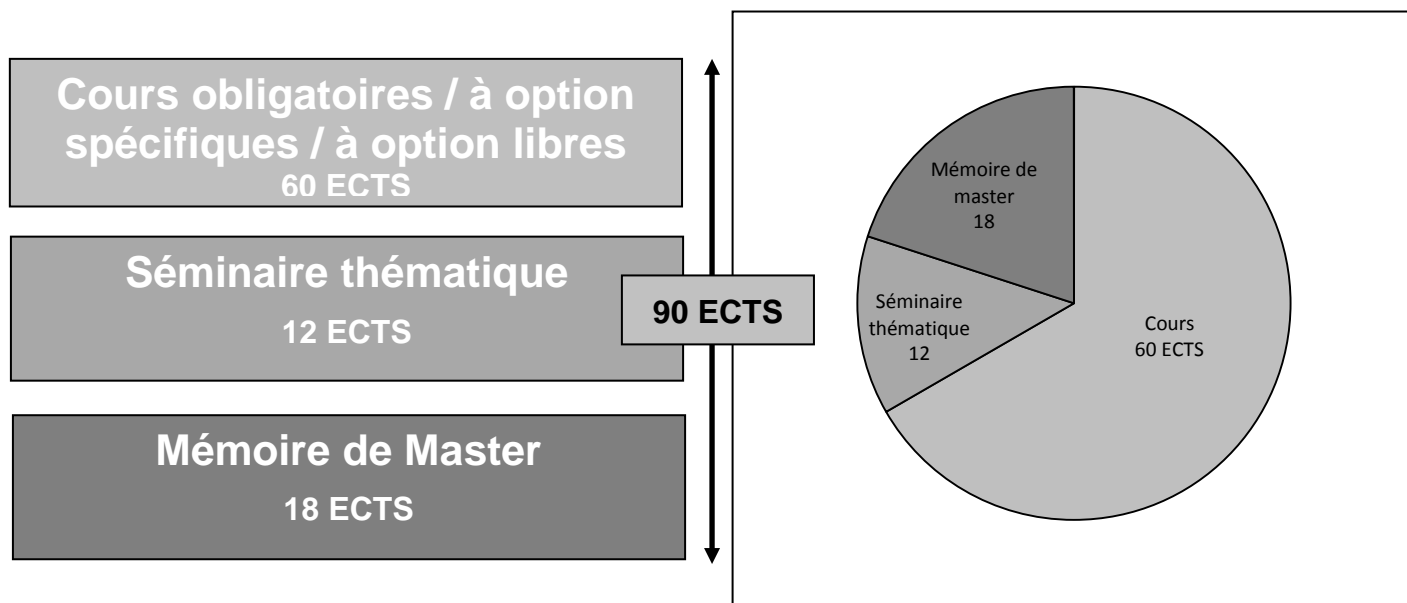 Cours obligatoires / à option
spécifiques / à option libres
60 ECTS
Séminaire thématique
12 ECTS
90 ECTS
Mémoire de Master
18 ECTS
Mémoire de
master
18
Séminaire
thématique
12
Cours
60 ECTS